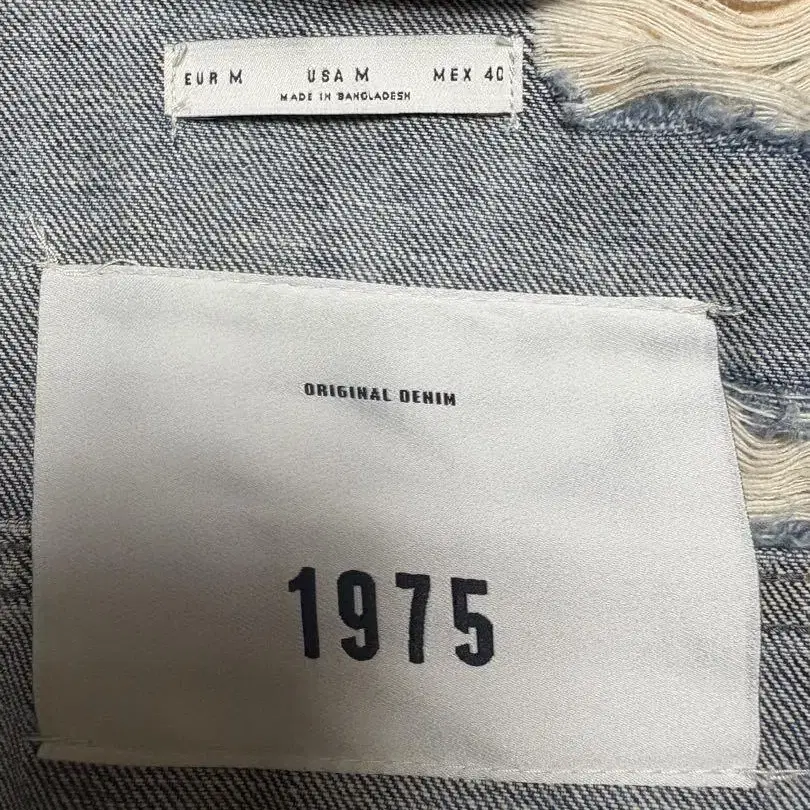 EUR M USA M MEX 40
MADE IN BANGLADESH
ORIGINAL DENIM
1975